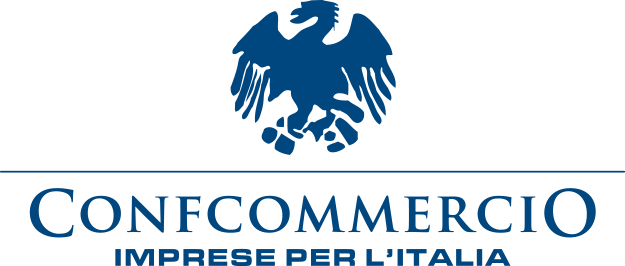 CONFCOMMERCIO
IMPRESE PER L'ITALIA